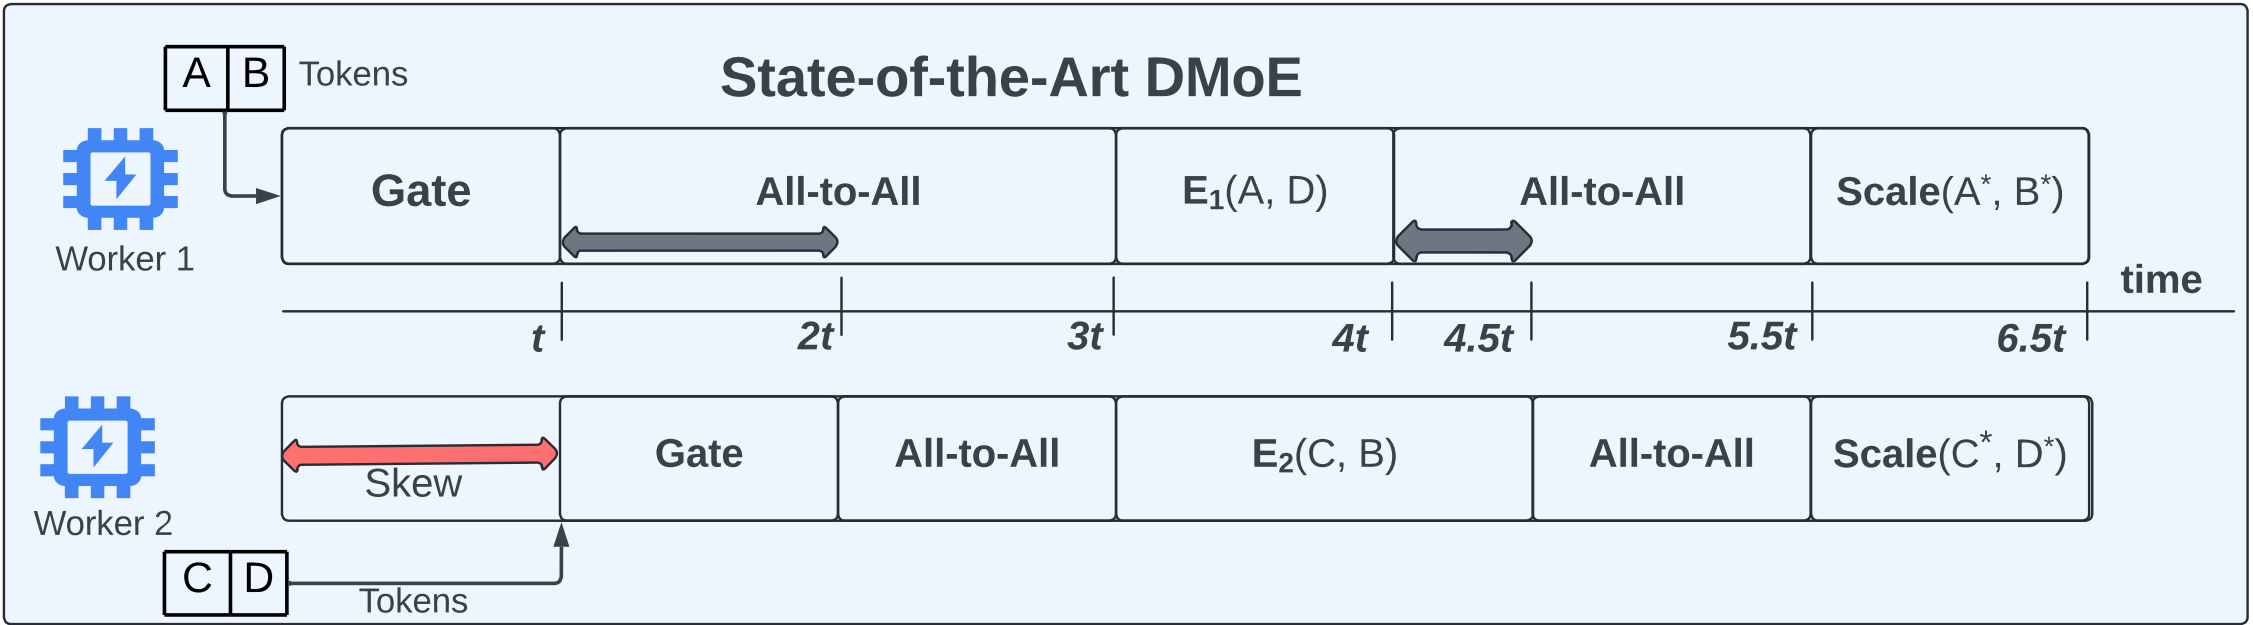 A B Tokens
State-of-the-Art DMoE
Gate All-to-All E₁(A, D) All-to-All Scale(A*, B*)
Worker 1
time
t 2t 3t 4t 4.5t 5.5t 6.5t
Gate All-to-All E₂(C, B) All-to-All Scale(C*, D*)
Skew
Worker 2
C D
Tokens